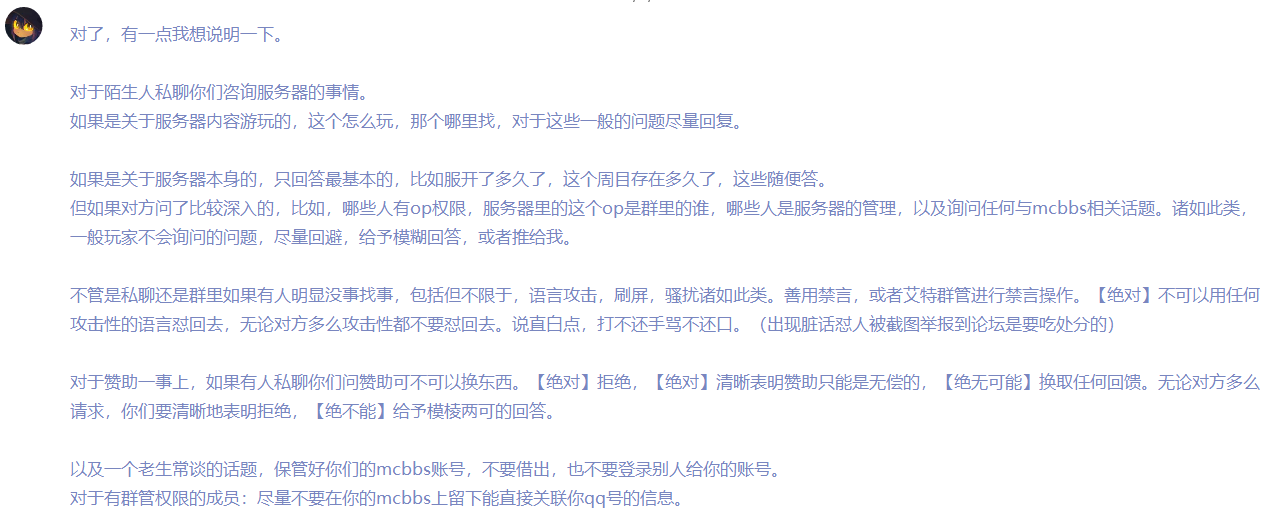 对了，有一点我想说明一下。
对于陌生人私聊你们咨询服务器的事情。
如果是关于服务器内容游玩的，这个怎么玩，那个哪里找，对于这些一般的问题尽量回复。
如果是关于服务器本身的，只回答最基本的，比如服开了多久了，这个周目存在多久了，这些随便答。
但如果对方问了比较深入的，比如，哪些人有op权限，服务器里的这个op是群里的谁，哪些人是服务器的管理，以及询问任何与mcbbs相关话题。诸如此类，
一般玩家不会询问的问题，尽量回避，给予模糊回答，或者推给我。
不管是私聊还是群里如果有人明显没事找事，包括但不限于，语言攻击，刷屏，骚扰诸如此类。善用禁言，或者艾特群管进行禁言操作。【绝对】不可以用任何
攻击性的语言怼回去，无论对方多么攻击性都不要怼回去。说直白点，打不还手骂不还口。（出现脏话怼人被截图举报到论坛是要吃处分的）
对于赞助一事上，如果有人私聊你们问赞助可不可以换东西。【绝对】拒绝，【绝对】清晰表明赞助只能是无偿的，【绝无可能】换取任何回馈。无论对方多么
请求，你们要清晰地表明拒绝，【绝不能】给予模棱两可的回答。
以及一个老生常谈的话题，保管好你们的mcbbs账号，不要借出，也不要登录别人给你的账号。
对于有群管权限的成员：尽量不要在你的mcbbs上留下能直接关联你qq号的信息。